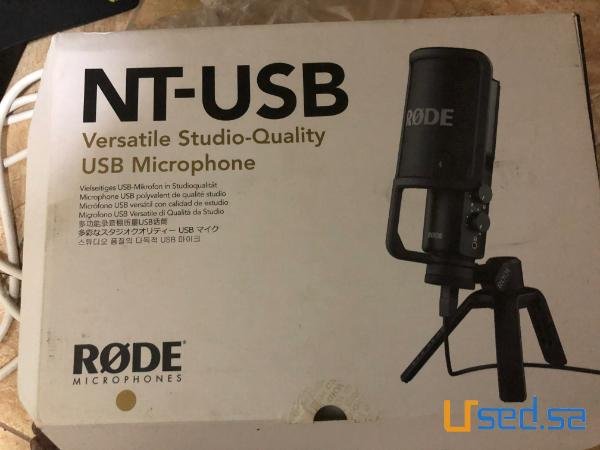 NT-USB
Versatile Studio-Quality
USB Microphone
Vielseitiges USB-Mikrofon in Studioqualität
Microphone USB polyvalent de qualité studio
Micrófono USB versátil con calidad de estudio
Microfono USB Versatile di Qualità da Studio
多功能录音棚质量USB话筒
多彩なスタジオクオリティー USB マイク
스튜디오 품질의 다목적 USB 마이크
RØDE
RØDE
RØDE
RØDE
MICROPHONES
Used.sa